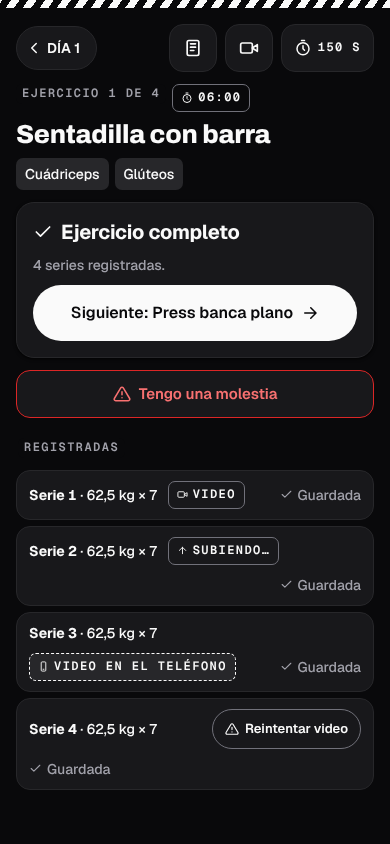 DÍA 1
150 S
EJERCICIO 1 DE 4
06:00
Sentadilla con barra
Cuádriceps
Glúteos
Ejercicio completo
4 series registradas.
Siguiente: Press banca plano
Tengo una molestia
REGISTRADAS
Serie 1 · 62,5 kg × 7
VIDEO
Guardada
Serie 2 · 62,5 kg × 7
SUBIENDO…
Guardada
Serie 3 · 62,5 kg × 7
VIDEO EN EL TELÉFONO
Guardada
Serie 4 · 62,5 kg × 7
Reintentar video
Guardada